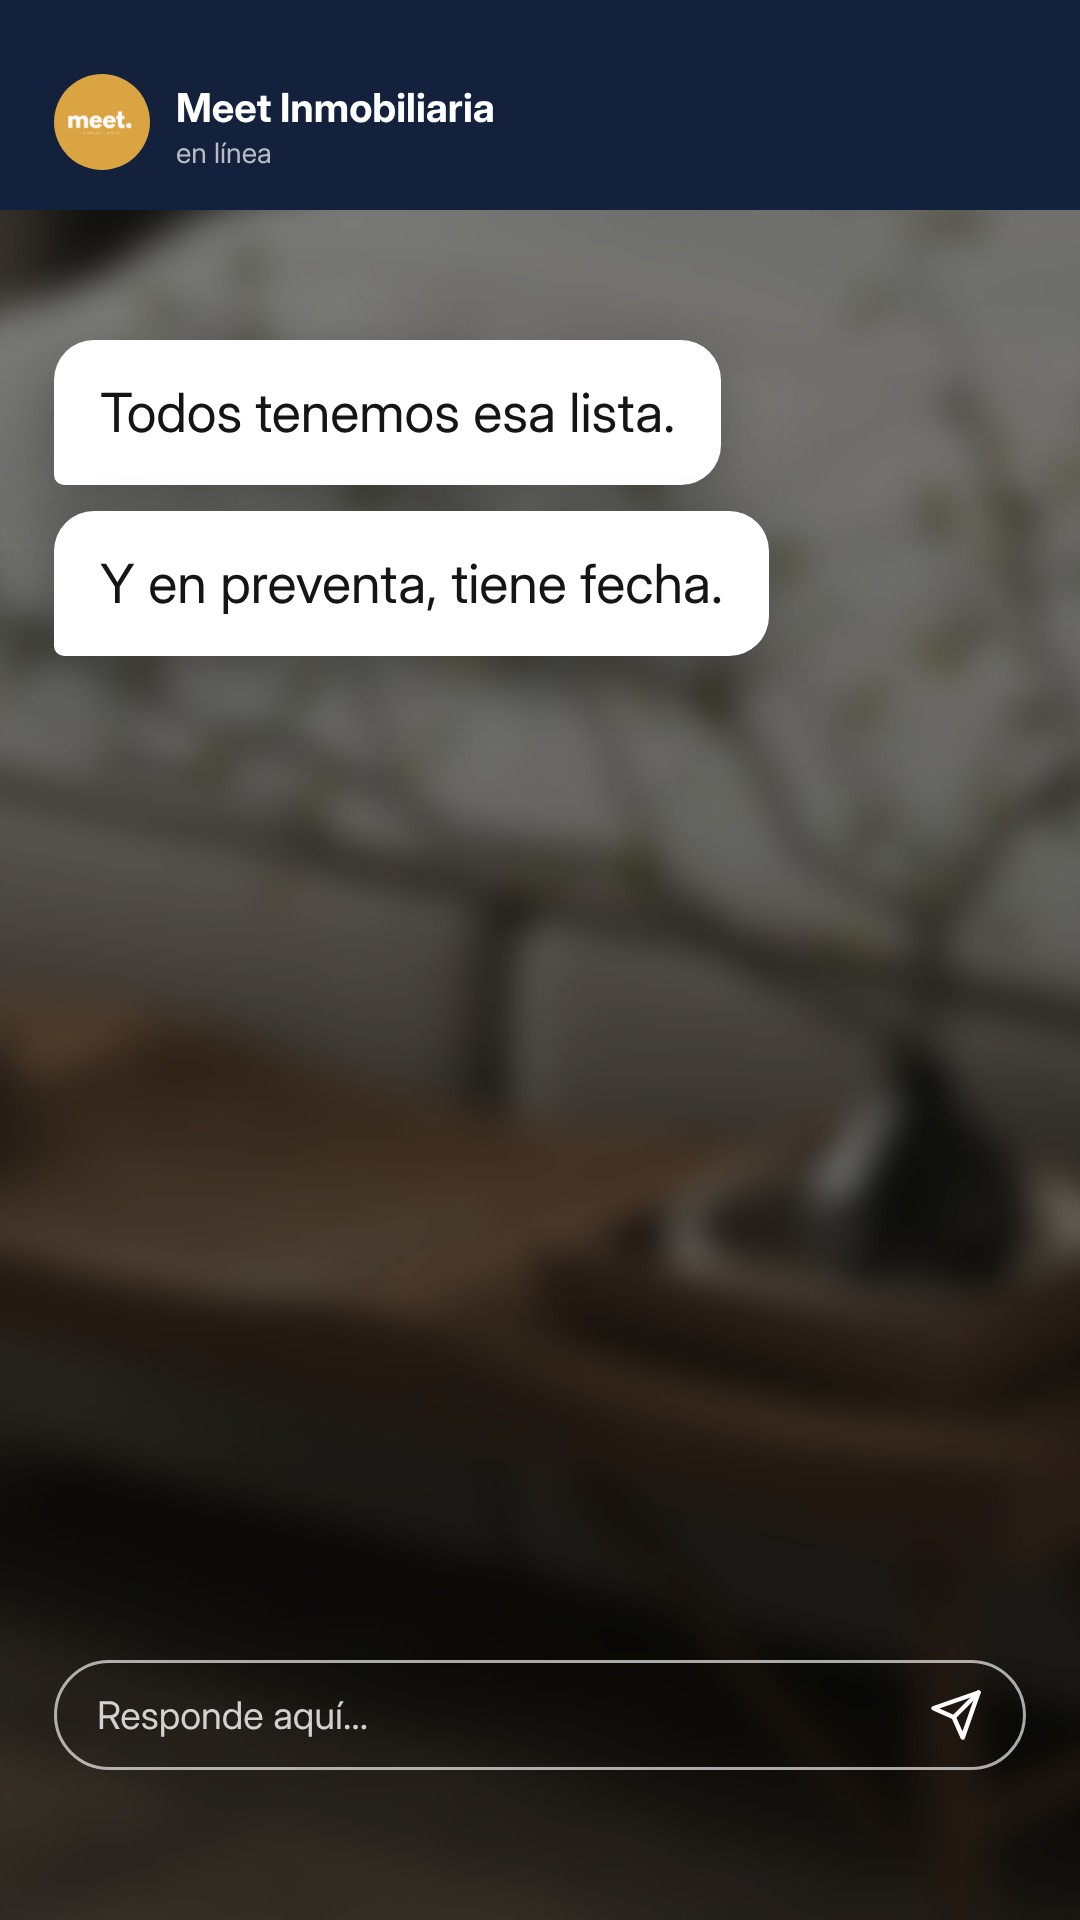 meet.
Meet Inmobiliaria
en línea
Todos tenemos esa lista.
Y en preventa, tiene fecha.
Responde aquí...